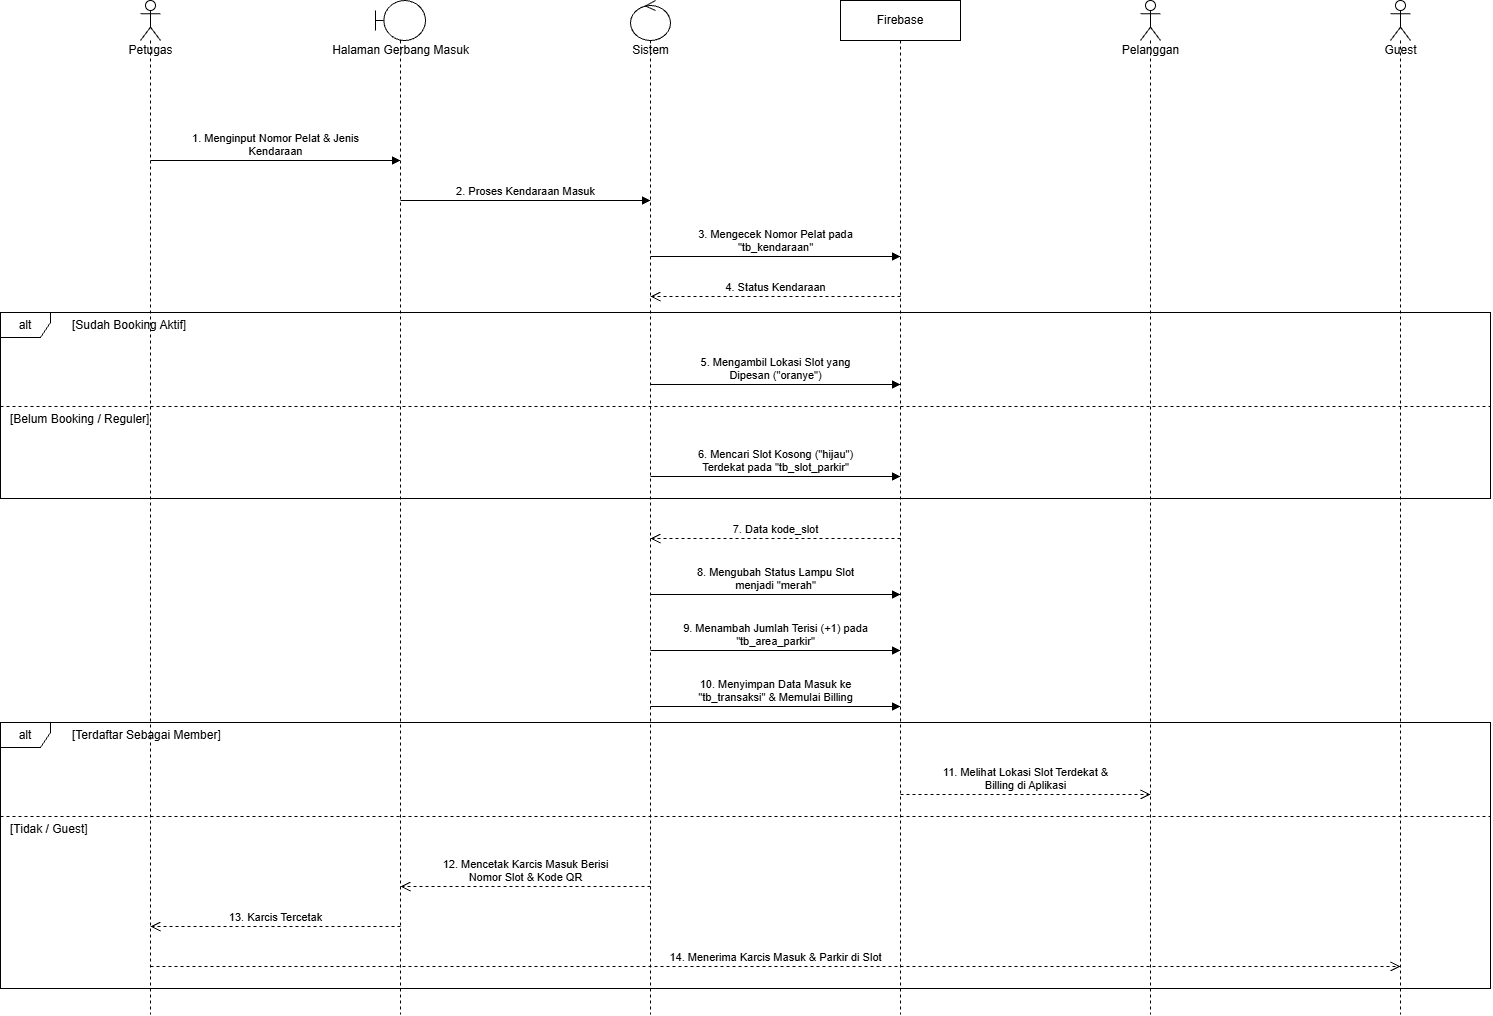 Petugas
Halaman Gerbang Masuk
Sistem
Firebase
Pelanggan
Guest
1. Menginput Nomor Pelat & Jenis
Kendaraan
2. Proses Kendaraan Masuk
3. Mengecek Nomor Pelat pada
"tb_kendaraan"
4. Status Kendaraan
alt
[Sudah Booking Aktif]
5. Mengambil Lokasi Slot yang
Dipesan ("oranye")
[Belum Booking / Reguler]
6. Mencari Slot Kosong ("hijau")
Terdekat pada "tb_slot_parkir"
7. Data kode_slot
8. Mengubah Status Lampu Slot
menjadi "merah"
9. Menambah Jumlah Terisi (+1) pada
"tb_area_parkir"
10. Menyimpan Data Masuk ke
"tb_transaksi" & Memulai Billing
alt
[Terdaftar Sebagai Member]
11. Melihat Lokasi Slot Terdekat &
Billing di Aplikasi
[Tidak / Guest]
12. Mencetak Karcis Masuk Berisi
Nomor Slot & Kode QR
13. Karcis Tercetak
14. Menerima Karcis Masuk & Parkir di Slot